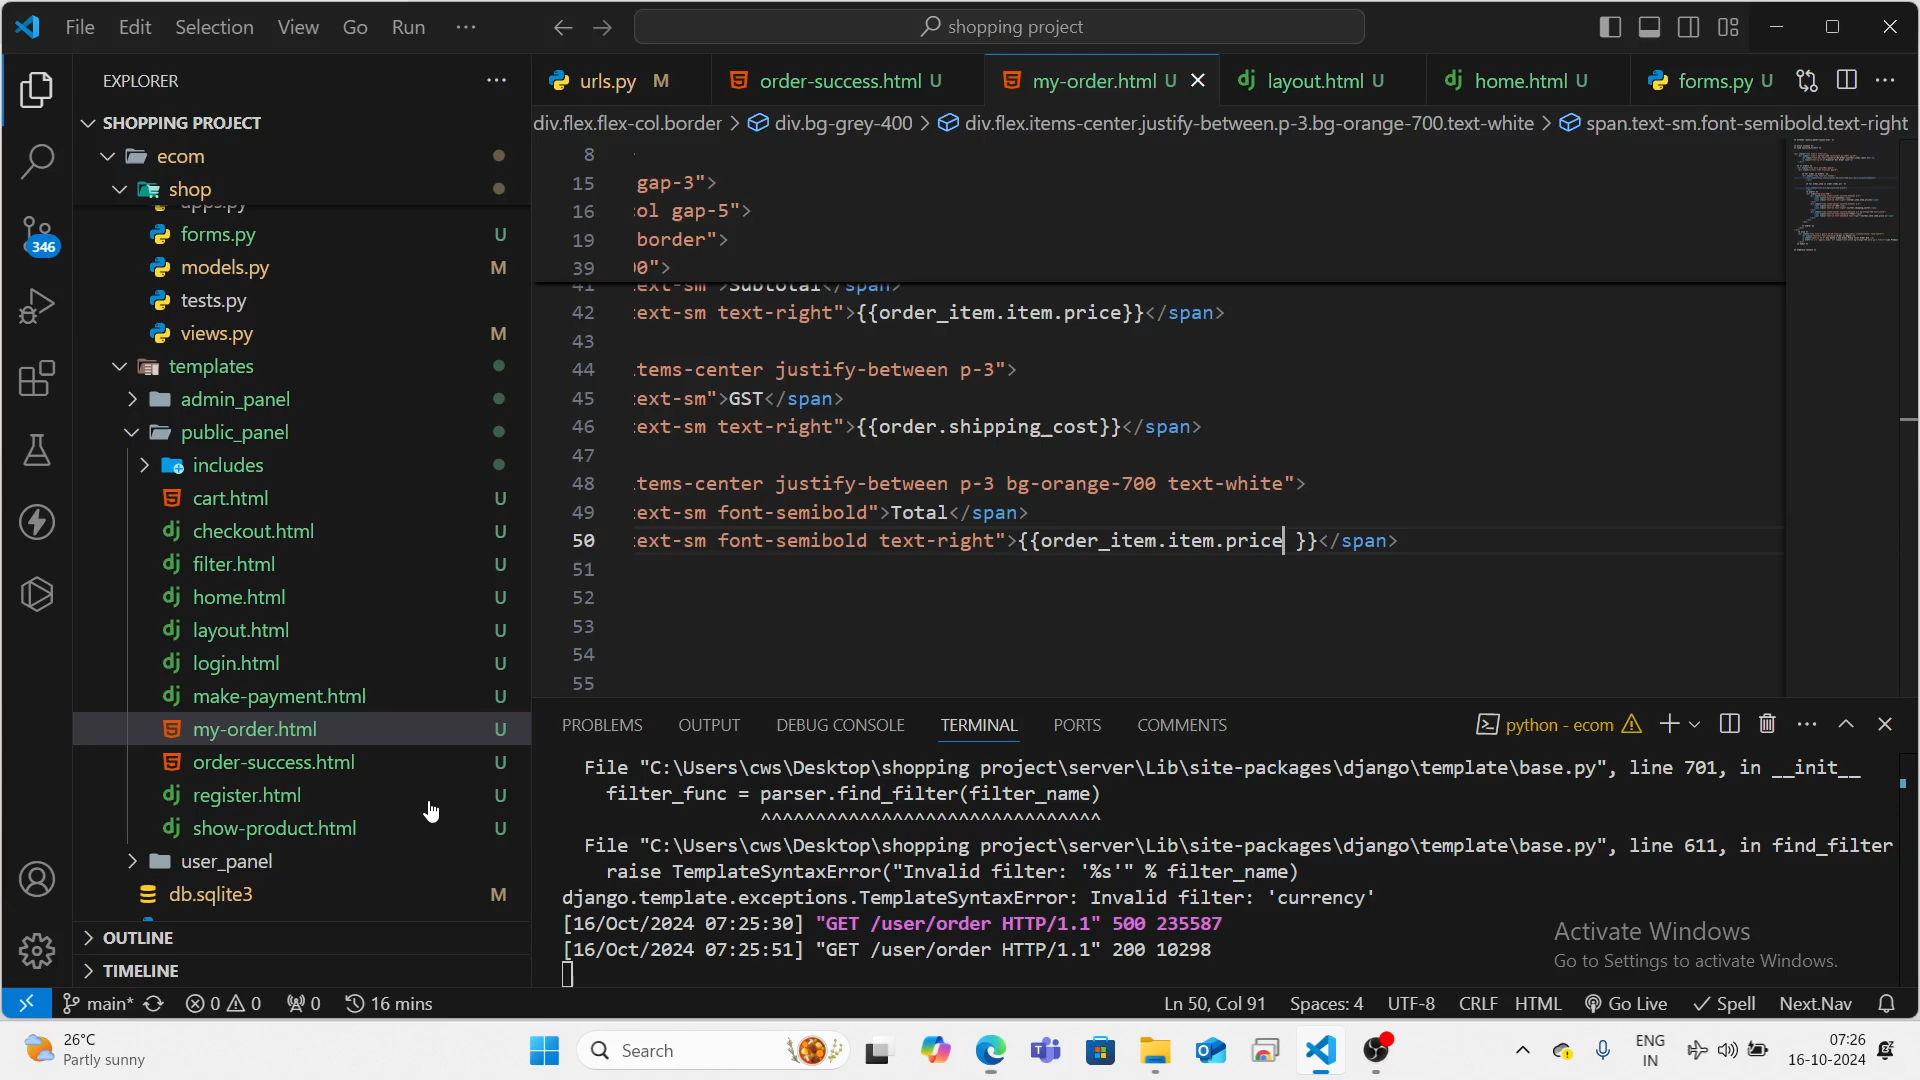 File Edit Selection View Go Run ···
shopping project
EXPLORER
SHOPPING PROJECT
ecom
shop
apps.py
forms.py U
models.py M
tests.py
views.py M
templates
admin_panel
public_panel
includes
cart.html U
checkout.html U
filter.html U
home.html U
layout.html U
login.html U
make-payment.html U
my-order.html U
order-success.html U
register.html U
show-product.html U
user_panel
db.sqlite3 M
OUTLINE
TIMELINE
346
urls.py M order-success.html U my-order.html U layout.html U home.html U forms.py U
div.flex.flex-col.border > div.bg-grey-400 > div.flex.items-center.justify-between.p-3.bg-orange-700.text-white > span.text-sm.font-semibold.text-right
8
15 gap-3">
16 :ol gap-5">
19 border">
39 )0">
41 :ext-sm">Subtotal</span>
42 :ext-sm text-right">{{order_item.item.price}}</span>
43
44 .tems-center justify-between p-3">
45 :ext-sm">GST</span>
46 :ext-sm text-right">{{order.shipping_cost}}</span>
47
48 .tems-center justify-between p-3 bg-orange-700 text-white">
49 :ext-sm font-semibold">Total</span>
50 :ext-sm font-semibold text-right">{{order_item.item.price }}</span>
51
52
53
54
55
PROBLEMS OUTPUT DEBUG CONSOLE TERMINAL PORTS COMMENTS
python - ecom
File "C:\Users\cws\Desktop\shopping project\server\Lib\site-packages\django\template\base.py", line 701, in __init__
filter_func = parser.find_filter(filter_name)
^^^^^^^^^^^^^^^^^^^^^^^^^^^^^^^
File "C:\Users\cws\Desktop\shopping project\server\Lib\site-packages\django\template\base.py", line 611, in find_filter
raise TemplateSyntaxError("Invalid filter: '%s'" % filter_name)
django.template.exceptions.TemplateSyntaxError: Invalid filter: 'currency'
[16/Oct/2024 07:25:30] "GET /user/order HTTP/1.1" 500 235587
[16/Oct/2024 07:25:51] "GET /user/order HTTP/1.1" 200 10298
Activate Windows
Go to Settings to activate Windows.
main* 0 0 0 16 mins Ln 50, Col 91 Spaces: 4 UTF-8 CRLF HTML Go Live Spell Next.Nav
26°C
Partly sunny
Search
ENG
IN
07:26
16-10-2024